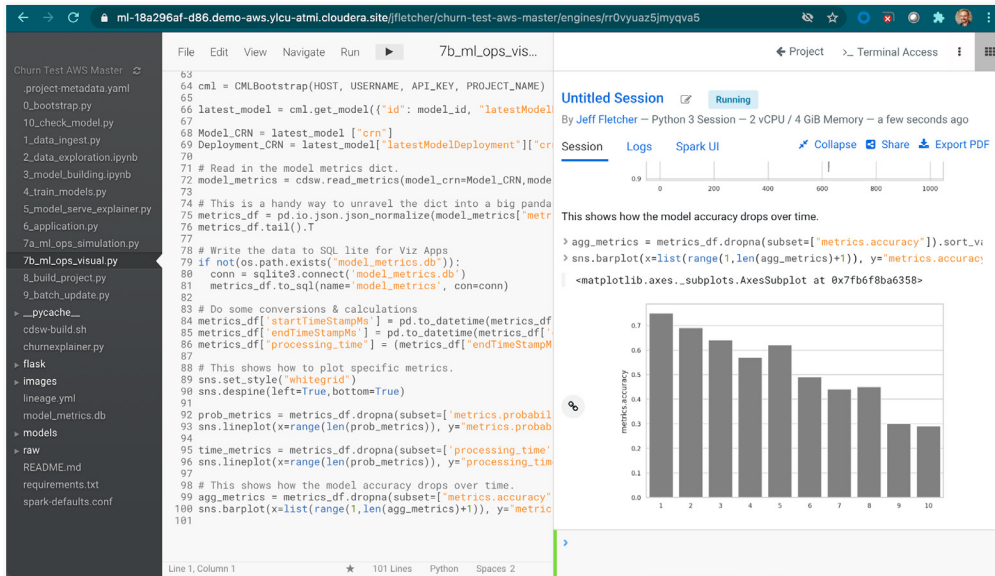 ml-18a296af-d86.demo-aws.ylcu-atmi.cloudera.site/jfletcher/churn-test-aws-master/engines/rr0vyuaz5jmyqva5
Churn Test AWS Master
.project-metadata.yaml
0_bootstrap.py
10_check_model.py
1_data_ingest.py
2_data_exploration.ipynb
3_model_building.ipynb
4_train_models.py
5_model_serve_explainer.py
6_application.py
7a_ml_ops_simulation.py
7b_ml_ops_visual.py
8_build_project.py
9_batch_update.py
__pycache__
cdsw-build.sh
churnexplainer.py
flask
images
lineage.yml
model_metrics.db
models
raw
README.md
requirements.txt
spark-defaults.conf
File Edit View Navigate Run 7b_ml_ops_vis...
63
64 cml = CMLBootstrap(HOST, USERNAME, API_KEY, PROJECT_NAME)
65
66 latest_model = cml.get_model({"id": model_id, "latestModel
67
68 Model_CRN = latest_model ["crn"]
69 Deployment_CRN = latest_model["latestModelDeployment"]["cr
70
71 # Read in the model metrics dict.
72 model_metrics = cdsw.read_metrics(model_crn=Model_CRN,mode
73
74 # This is a handy way to unravel the dict into a big panda
75 metrics_df = pd.io.json.json_normalize(model_metrics["metr
76 metrics_df.tail().T
77
78 # Write the data to SQL lite for Viz Apps
79 if not(os.path.exists("model_metrics.db")):
80 conn = sqlite3.connect('model_metrics.db')
81 metrics_df.to_sql(name='model_metrics', con=conn)
82
83 # Do some conversions & calculations
84 metrics_df['startTimeStampMs'] = pd.to_datetime(metrics_df
85 metrics_df['endTimeStampMs'] = pd.to_datetime(metrics_df['
86 metrics_df["processing_time"] = (metrics_df["endTimeStampM
87
88 # This shows how to plot specific metrics.
89 sns.set_style("whitegrid")
90 sns.despine(left=True,bottom=True)
91
92 prob_metrics = metrics_df.dropna(subset=['metrics.probabil
93 sns.lineplot(x=range(len(prob_metrics)), y="metrics.probab
94
95 time_metrics = metrics_df.dropna(subset=['processing_time'
96 sns.lineplot(x=range(len(prob_metrics)), y="processing_tim
97
98 # This shows how the model accuracy drops over time.
99 agg_metrics = metrics_df.dropna(subset=["metrics.accuracy"
100 sns.barplot(x=list(range(1,len(agg_metrics)+1)), y="metric
101
Line 1, Column 1 ★ 101 Lines Python Spaces 2
Project >_ Terminal Access
Untitled Session Running
By Jeff Fletcher — Python 3 Session — 2 vCPU / 4 GiB Memory — a few seconds ago
Session Logs Spark UI Collapse Share Export PDF
0.9
0 200 400 600 800 1000
This shows how the model accuracy drops over time.
> agg_metrics = metrics_df.dropna(subset=["metrics.accuracy"]).sort_va
> sns.barplot(x=list(range(1,len(agg_metrics)+1)), y="metrics.accuracy
<matplotlib.axes._subplots.AxesSubplot at 0x7fb6f8ba6358>
metrics.accuracy
0.7
0.6
0.5
0.4
0.3
0.2
0.1
0.0
1 2 3 4 5 6 7 8 9 10
>